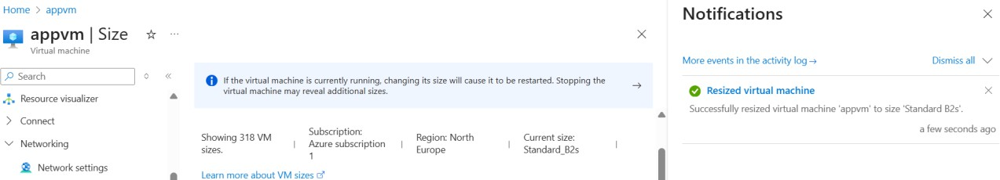 Home > appvm
appvm | Size
Virtual machine
Search
Resource visualizer
Connect
Networking
Network settings
If the virtual machine is currently running, changing its size will cause it to be restarted. Stopping the
virtual machine may reveal additional sizes.
Showing 318 VM
sizes.
Subscription:
Azure subscription
1
Region: North
Europe
Current size:
Standard_B2s
Learn more about VM sizes
Notifications
More events in the activity log→
Dismiss all
Resized virtual machine
Successfully resized virtual machine 'appvm' to size 'Standard B2s'.
a few seconds ago